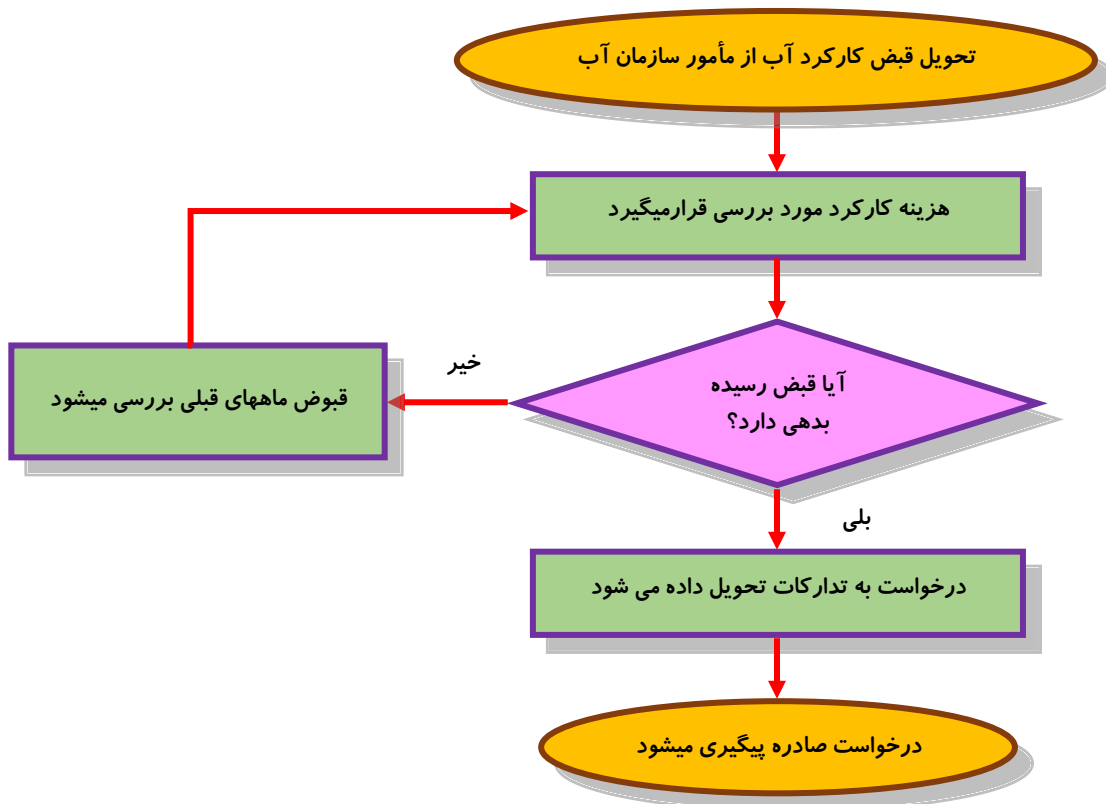 تحویل قبض کارکرد آب از مأمور سازمان آب
هزینه کارکرد مورد بررسی قرارمیگیرد
آیا قبض رسیده
بدهی دارد؟
خیر
قبوض ماههای قبلی بررسی میشود
بلی
درخواست به تدارکات تحویل داده می شود
درخواست صادره پیگیری میشود